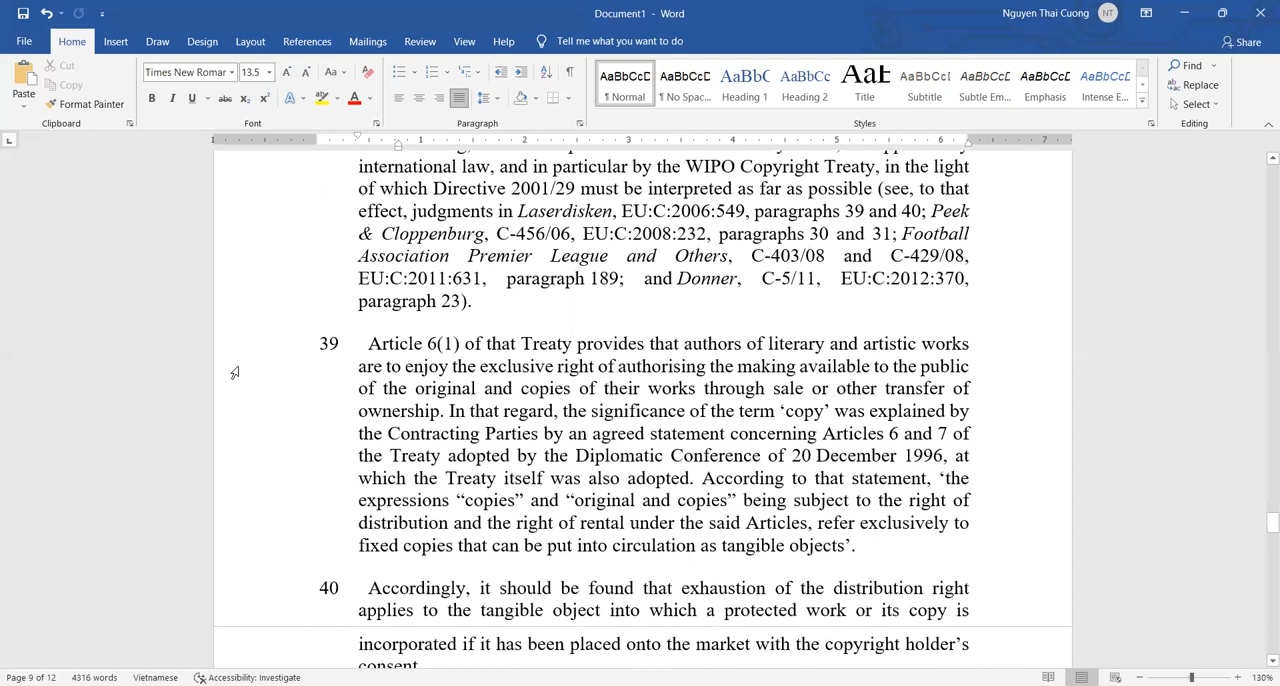 Document1 - Word
Nguyen Thai Cuong NT
File Home Insert Draw Design Layout References Mailings Review View Help Tell me what you want to do Share
Paste Cut Copy Format Painter
Clipboard
Times New Romar 13.5 A A Aa
B I U abc x₂ x² A A
Font
Paragraph
AaBbCcD AaBbCcD AaBbC AaBbCc AaB AaBbCcD AaBbCcD AaBbCcD AaBbCcD
¶ Normal ¶ No Spac... Heading 1 Heading 2 Title Subtitle Subtle Em... Emphasis Intense E...
Styles
Find
Replace
Select
Editing
1 1 2 3 4 5 6 7
international law, and in particular by the WIPO Copyright Treaty, in the light
of which Directive 2001/29 must be interpreted as far as possible (see, to that
effect, judgments in Laserdisken, EU:C:2006:549, paragraphs 39 and 40; Peek
& Cloppenburg, C-456/06, EU:C:2008:232, paragraphs 30 and 31; Football
Association Premier League and Others, C-403/08 and C-429/08,
EU:C:2011:631, paragraph 189; and Donner, C-5/11, EU:C:2012:370,
paragraph 23).
39 Article 6(1) of that Treaty provides that authors of literary and artistic works
are to enjoy the exclusive right of authorising the making available to the public
of the original and copies of their works through sale or other transfer of
ownership. In that regard, the significance of the term ‘copy’ was explained by
the Contracting Parties by an agreed statement concerning Articles 6 and 7 of
the Treaty adopted by the Diplomatic Conference of 20 December 1996, at
which the Treaty itself was also adopted. According to that statement, ‘the
expressions “copies” and “original and copies” being subject to the right of
distribution and the right of rental under the said Articles, refer exclusively to
fixed copies that can be put into circulation as tangible objects’.
40 Accordingly, it should be found that exhaustion of the distribution right
applies to the tangible object into which a protected work or its copy is
incorporated if it has been placed onto the market with the copyright holder’s
consent.
Page 9 of 12 4316 words Vietnamese Accessibility: Investigate 130%